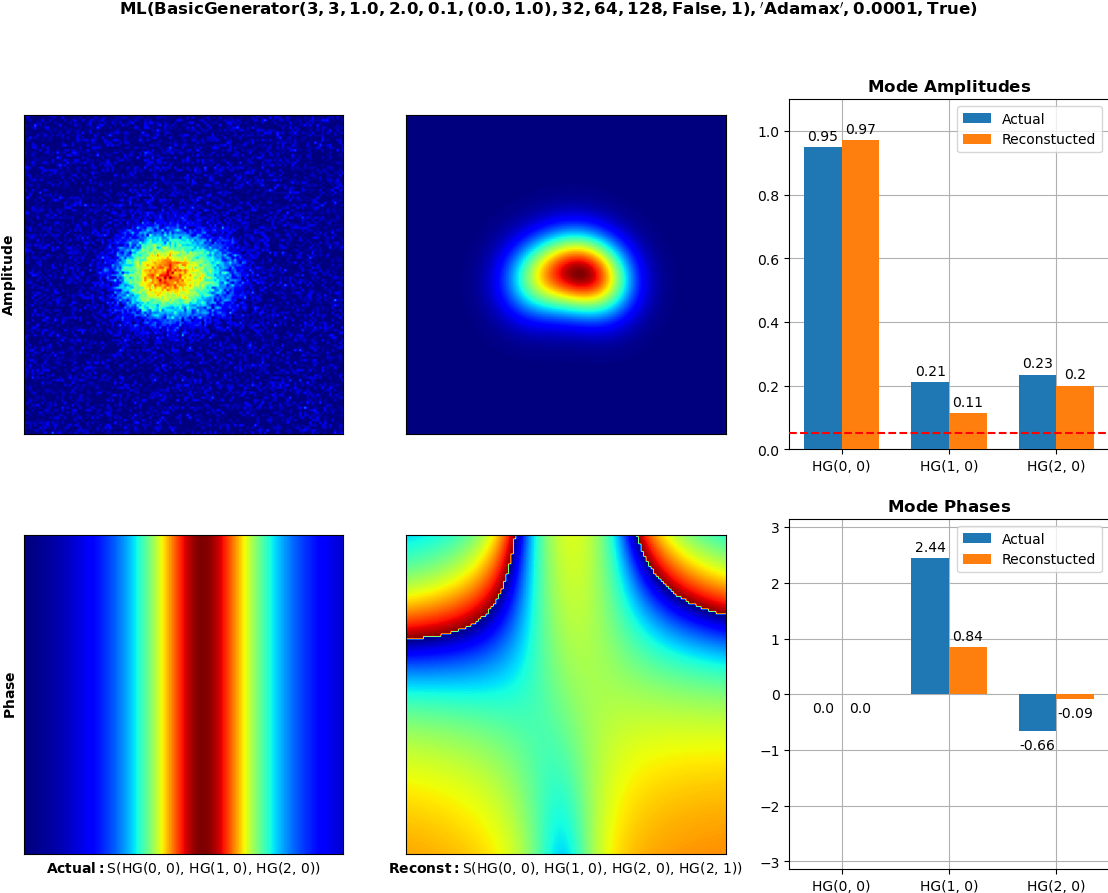 ML(BasicGenerator(3, 3, 1.0, 2.0, 0.1, (0.0, 1.0), 32, 64, 128, False, 1), ′Adamax′, 0.0001, True)
Amplitude
Mode Amplitudes
Actual
Reconstucted
1.0
0.8
0.6
0.4
0.2
0.0
0.95
0.97
0.21
0.11
0.23
0.2
HG(0, 0)
HG(1, 0)
HG(2, 0)
Phase
Actual: S(HG(0, 0), HG(1, 0), HG(2, 0))
Reconst: S(HG(0, 0), HG(1, 0), HG(2, 0), HG(2, 1))
Mode Phases
Actual
Reconstucted
3
2
1
0
−1
−2
−3
0.0
0.0
2.44
0.84
-0.66
-0.09
HG(0, 0)
HG(1, 0)
HG(2, 0)